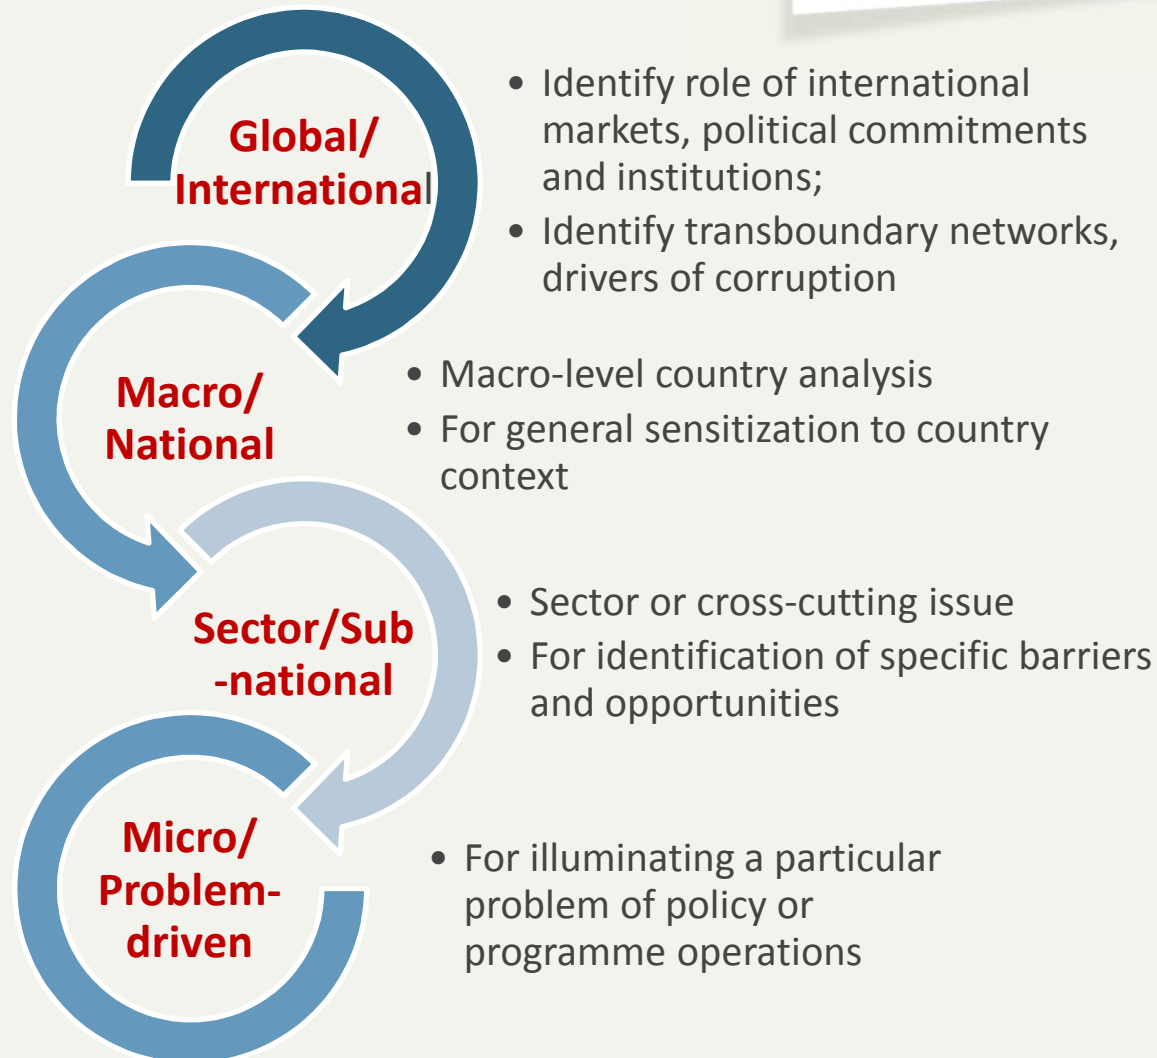 Global/
International
• Identify role of international
markets, political commitments
and institutions;
• Identify transboundary networks,
drivers of corruption
Macro/
National
• Macro-level country analysis
• For general sensitization to country
context
Sector/Sub
-national
• Sector or cross-cutting issue
• For identification of specific barriers
and opportunities
Micro/
Problem-
driven
• For illuminating a particular
problem of policy or
programme operations